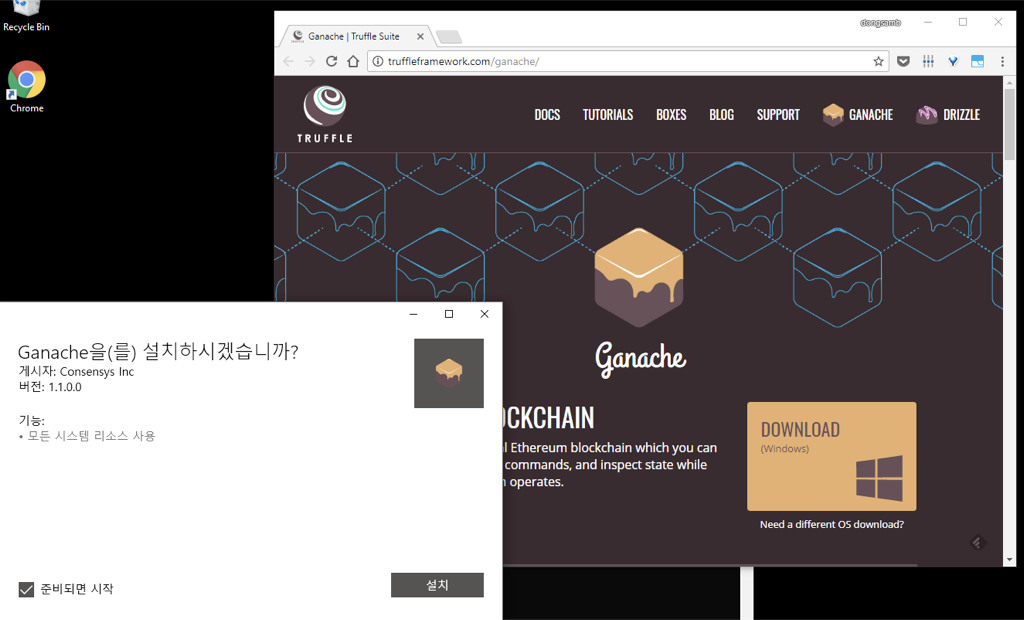 Recycle Bin
Chrome
dongsamb
Ganache | Truffle Suite
truffleframework.com/ganache/
TRUFFLE
DOCS
TUTORIALS
BOXES
BLOG
SUPPORT
GANACHE
DRIZZLE
Ganache
OCKCHAIN
l Ethereum blockchain which you can
commands, and inspect state while
operates.
DOWNLOAD
(Windows)
Need a different OS download?
Ganache을(를) 설치하시겠습니까?
게시자: Consensys Inc
버전: 1.1.0.0
기능:
• 모든 시스템 리소스 사용
준비되면 시작
설치